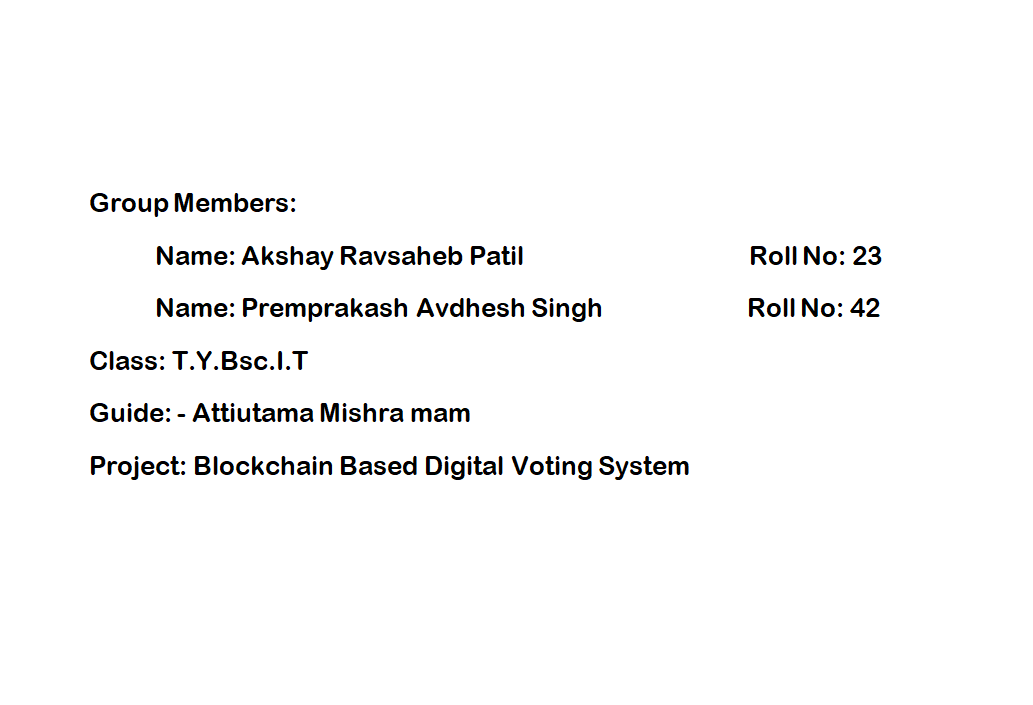 Group Members:
Name: Akshay Ravsaheb Patil Roll No: 23
Name: Premprakash Avdhesh Singh Roll No: 42
Class: T.Y.Bsc.I.T
Guide: - Attiutama Mishra mam
Project: Blockchain Based Digital Voting System